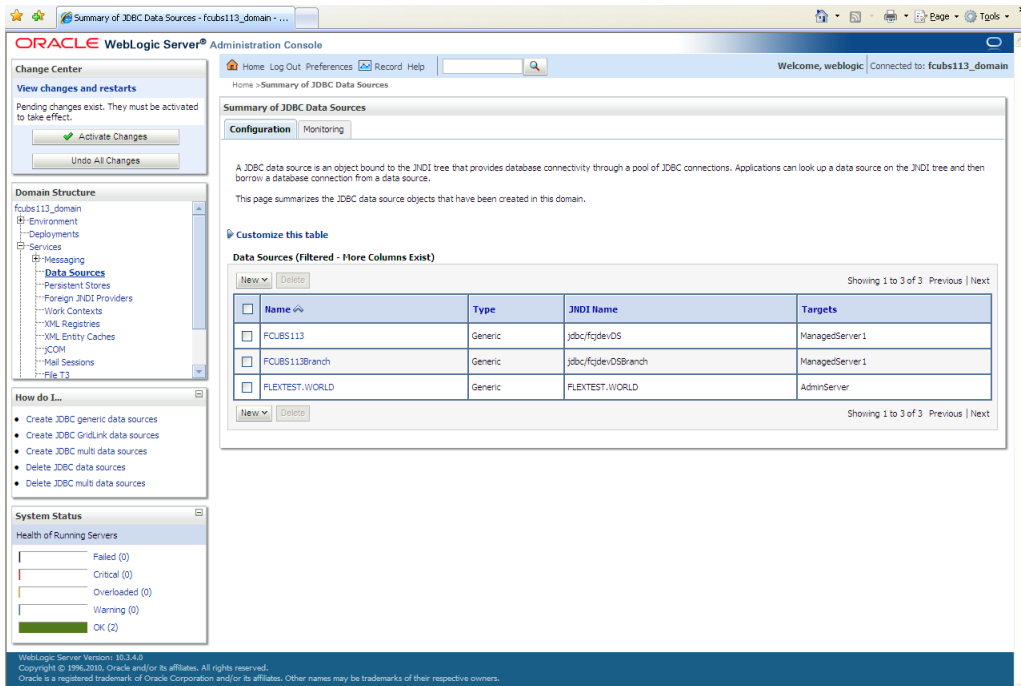 Summary of JDBC Data Sources - fcubs113_domain - ...
Page
Tools
ORACLE WebLogic Server® Administration Console
Change Center
View changes and restarts
Pending changes exist. They must be activated
to take effect.
Activate Changes
Undo All Changes
Domain Structure
fcubs113_domain
Environment
Deployments
Services
Messaging
Data Sources
Persistent Stores
Foreign JNDI Providers
Work Contexts
XML Registries
XML Entity Caches
jCOM
Mail Sessions
File T3
How do I...
Create JDBC generic data sources
Create JDBC GridLink data sources
Create JDBC multi data sources
Delete JDBC data sources
Delete JDBC multi data sources
System Status
Health of Running Servers
Failed (0)
Critical (0)
Overloaded (0)
Warning (0)
OK (2)
Home Log Out Preferences Record Help
Welcome, weblogic Connected to: fcubs113_domain
Home >Summary of JDBC Data Sources
Summary of JDBC Data Sources
Configuration Monitoring
A JDBC data source is an object bound to the JNDI tree that provides database connectivity through a pool of JDBC connections. Applications can look up a data source on the JNDI tree and then
borrow a database connection from a data source.
This page summarizes the JDBC data source objects that have been created in this domain.
Customize this table
Data Sources (Filtered - More Columns Exist)
New Delete Showing 1 to 3 of 3 Previous | Next
Name Type JNDI Name Targets
FCUBS113 Generic jdbc/fcjdevDS ManagedServer1
FCUBS113Branch Generic jdbc/fcjdevDSBranch ManagedServer1
FLEXTEST.WORLD Generic FLEXTEST.WORLD AdminServer
New Delete Showing 1 to 3 of 3 Previous | Next
WebLogic Server Version: 10.3.4.0
Copyright © 1996,2010, Oracle and/or its affiliates. All rights reserved.
Oracle is a registered trademark of Oracle Corporation and/or its affiliates. Other names may be trademarks of their respective owners.